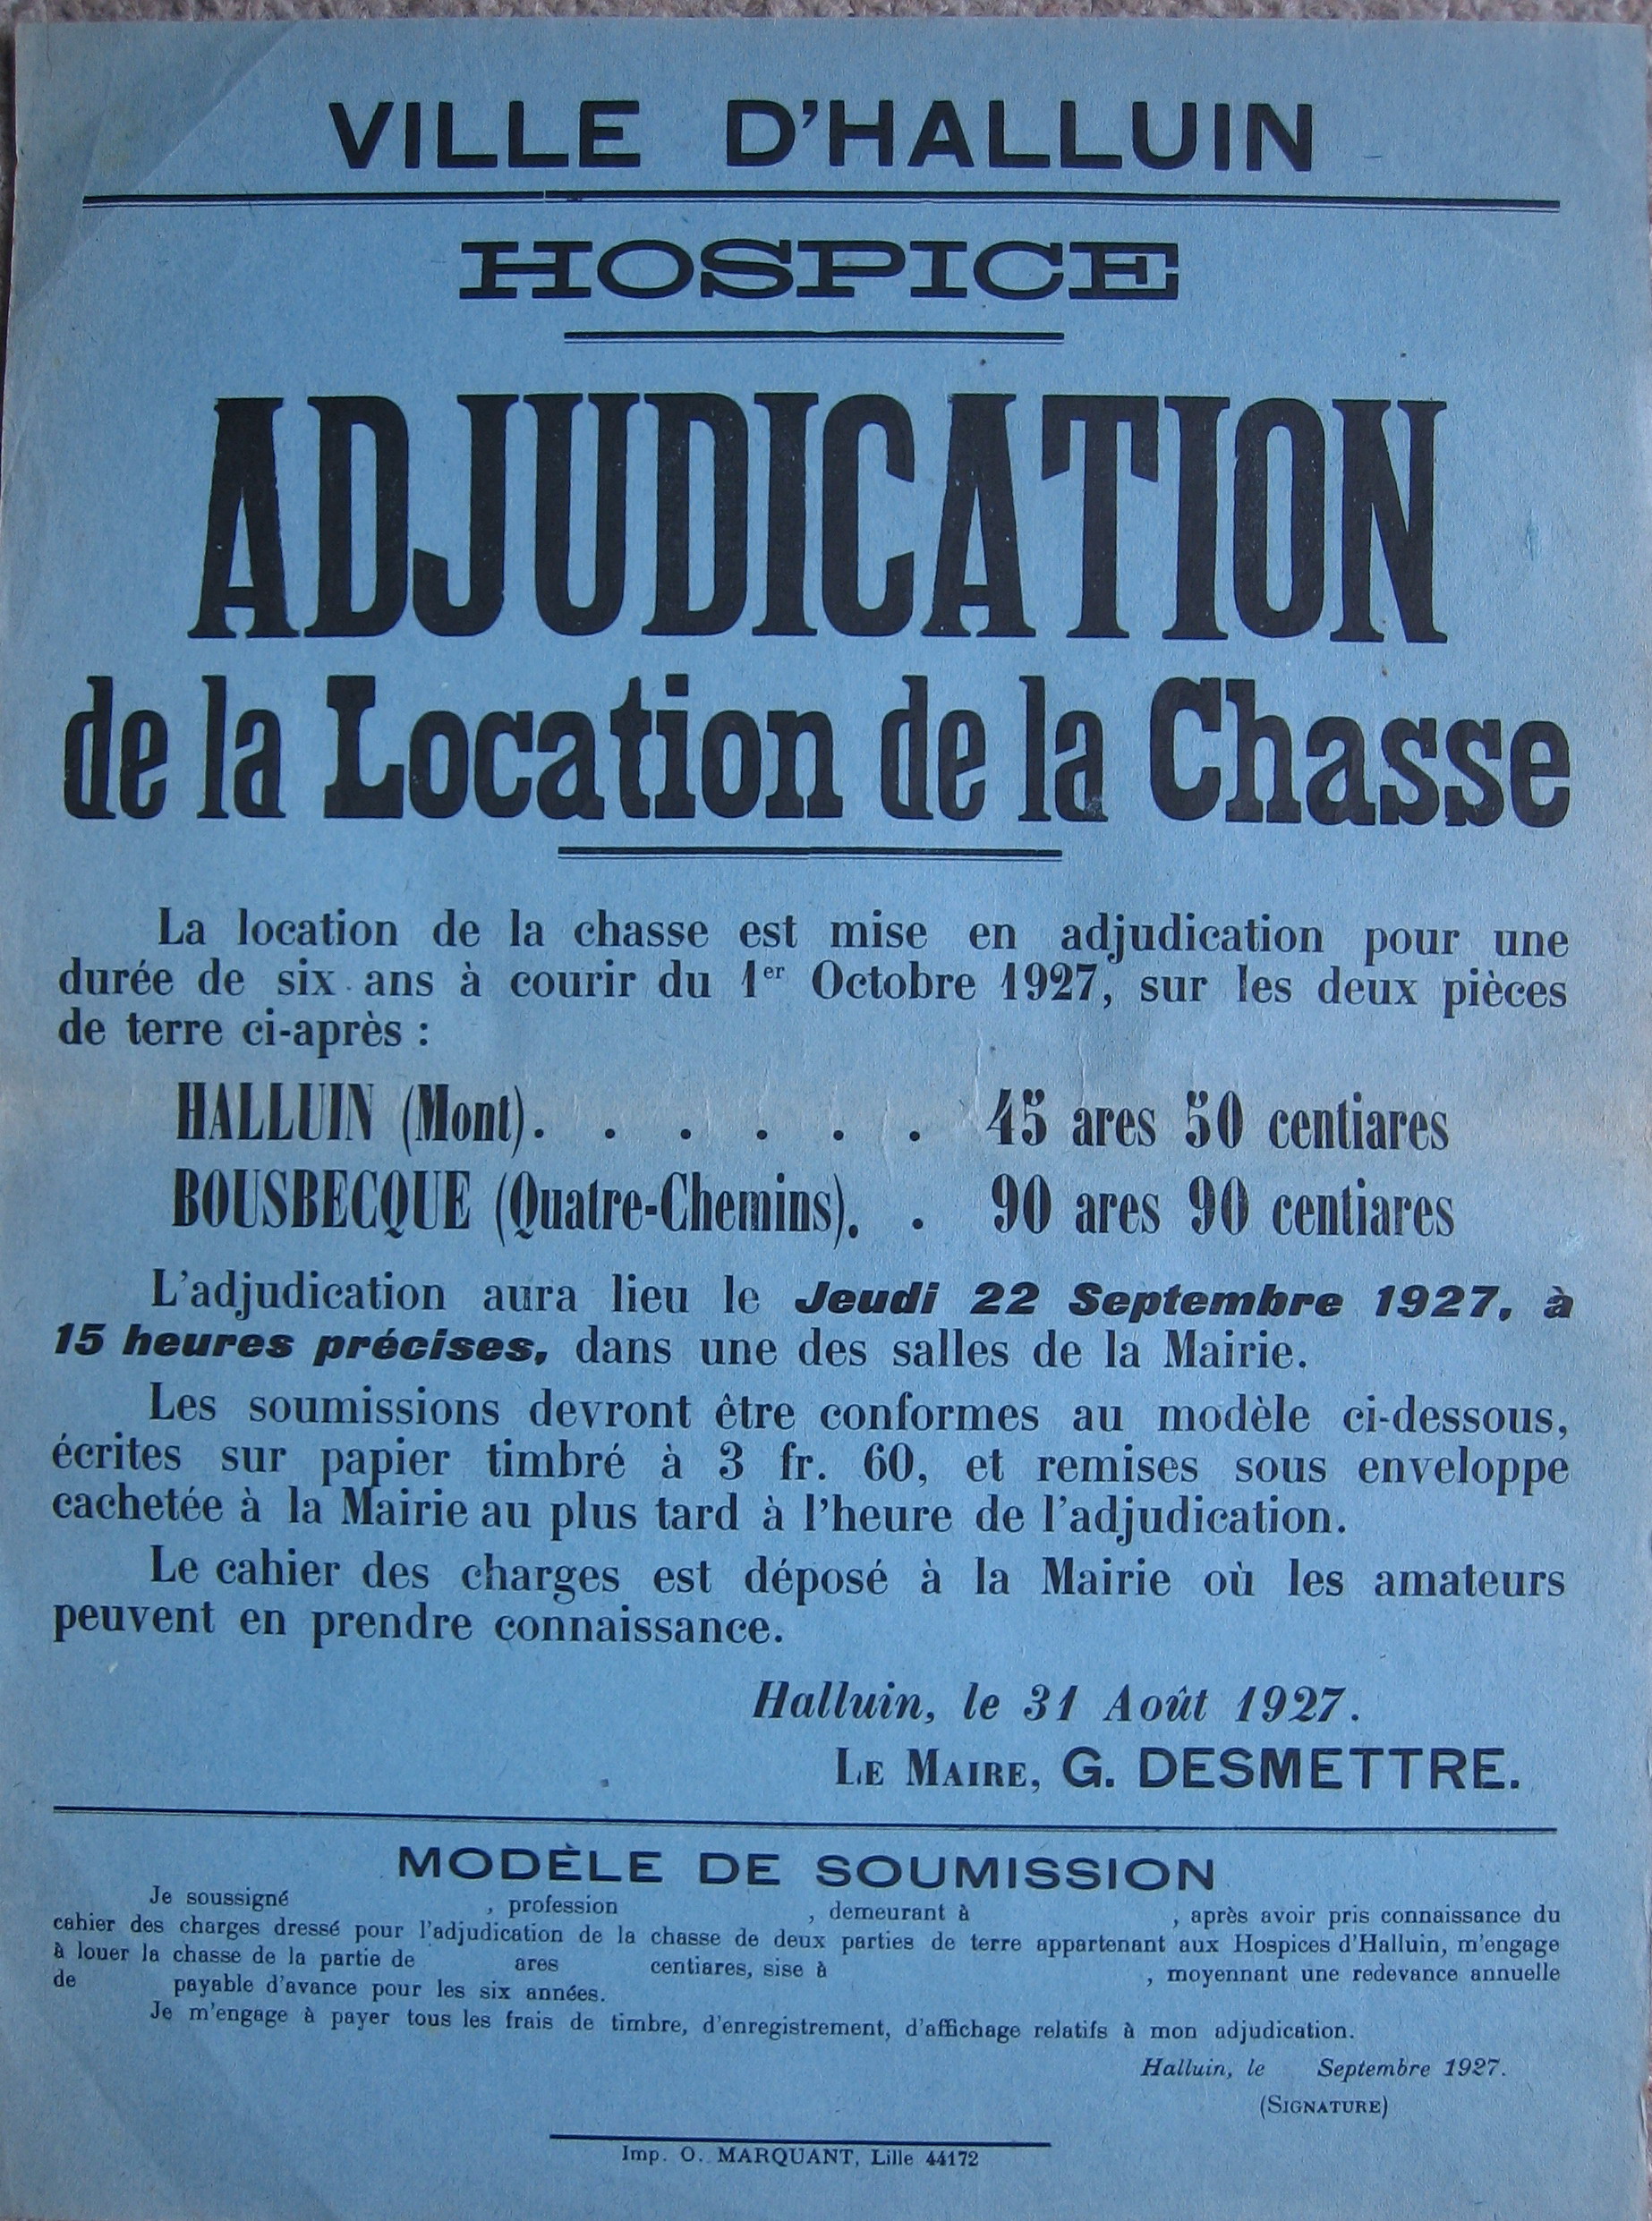 VILLE D'HALLUIN
HOSPICE
ADJUDICATION
de la Location de la Chasse
La location de la chasse est mise en adjudication pour une
durée de six ans à courir du 1er Octobre 1927, sur les deux pièces
de terre ci-après :
HALLUIN (Mont) . . . . . . 45 ares 50 centiares
BOUSBECQUE (Quatre-Chemins) . . 90 ares 90 centiares
L'adjudication aura lieu le Jeudi 22 Septembre 1927, à
15 heures précises, dans une des salles de la Mairie.
Les soumissions devront être conformes au modèle ci-dessous,
écrites sur papier timbré à 3 fr. 60, et remises sous enveloppe
cachetée à la Mairie au plus tard à l'heure de l'adjudication.
Le cahier des charges est déposé à la Mairie où les amateurs
peuvent en prendre connaissance.
Halluin, le 31 Août 1927.
LE MAIRE, G. DESMETTRE.
MODÈLE DE SOUMISSION
Je soussigné , profession , demeurant à , après avoir pris connaissance du
cahier des charges dressé pour l'adjudication de la chasse de deux parties de terre appartenant aux Hospices d'Halluin, m'engage
à louer la chasse de la partie de ares centiares, sise à , moyennant une redevance annuelle
de payable d'avance pour les six années.
Je m'engage à payer tous les frais de timbre, d'enregistrement, d'affichage relatifs à mon adjudication.
Halluin, le Septembre 1927.
(SIGNATURE)
Imp. O. MARQUANT, Lille 44172